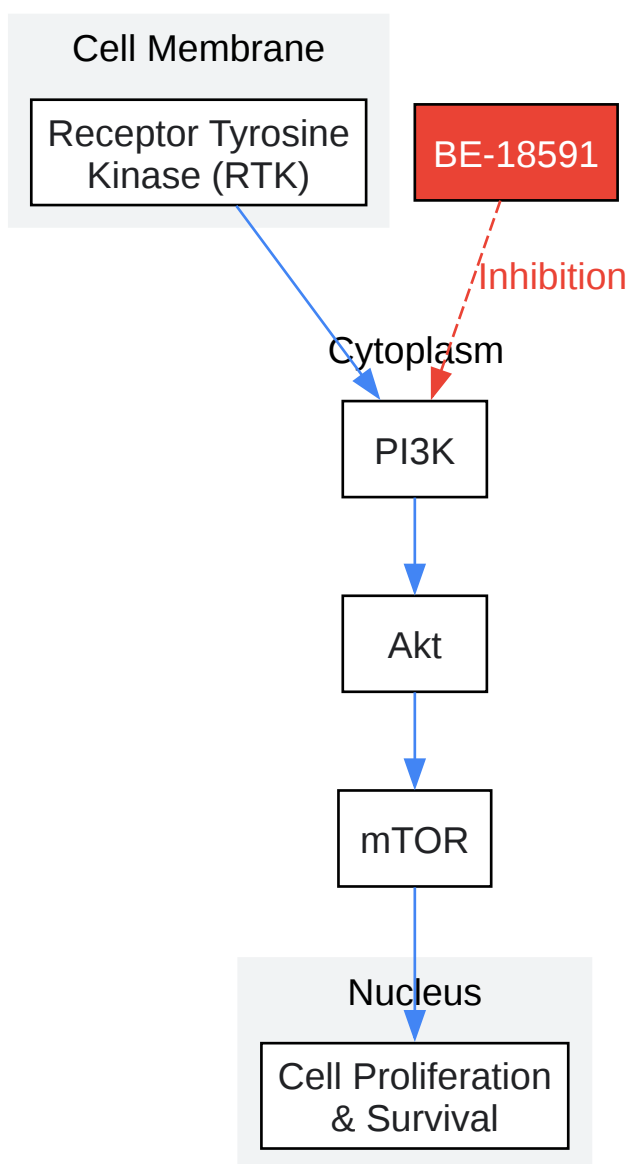 Cell Membrane
Receptor Tyrosine
Kinase (RTK)
BE-18591
Inhibition
Cytoplasm
PI3K
Akt
mTOR
Nucleus
Cell Proliferation
& Survival